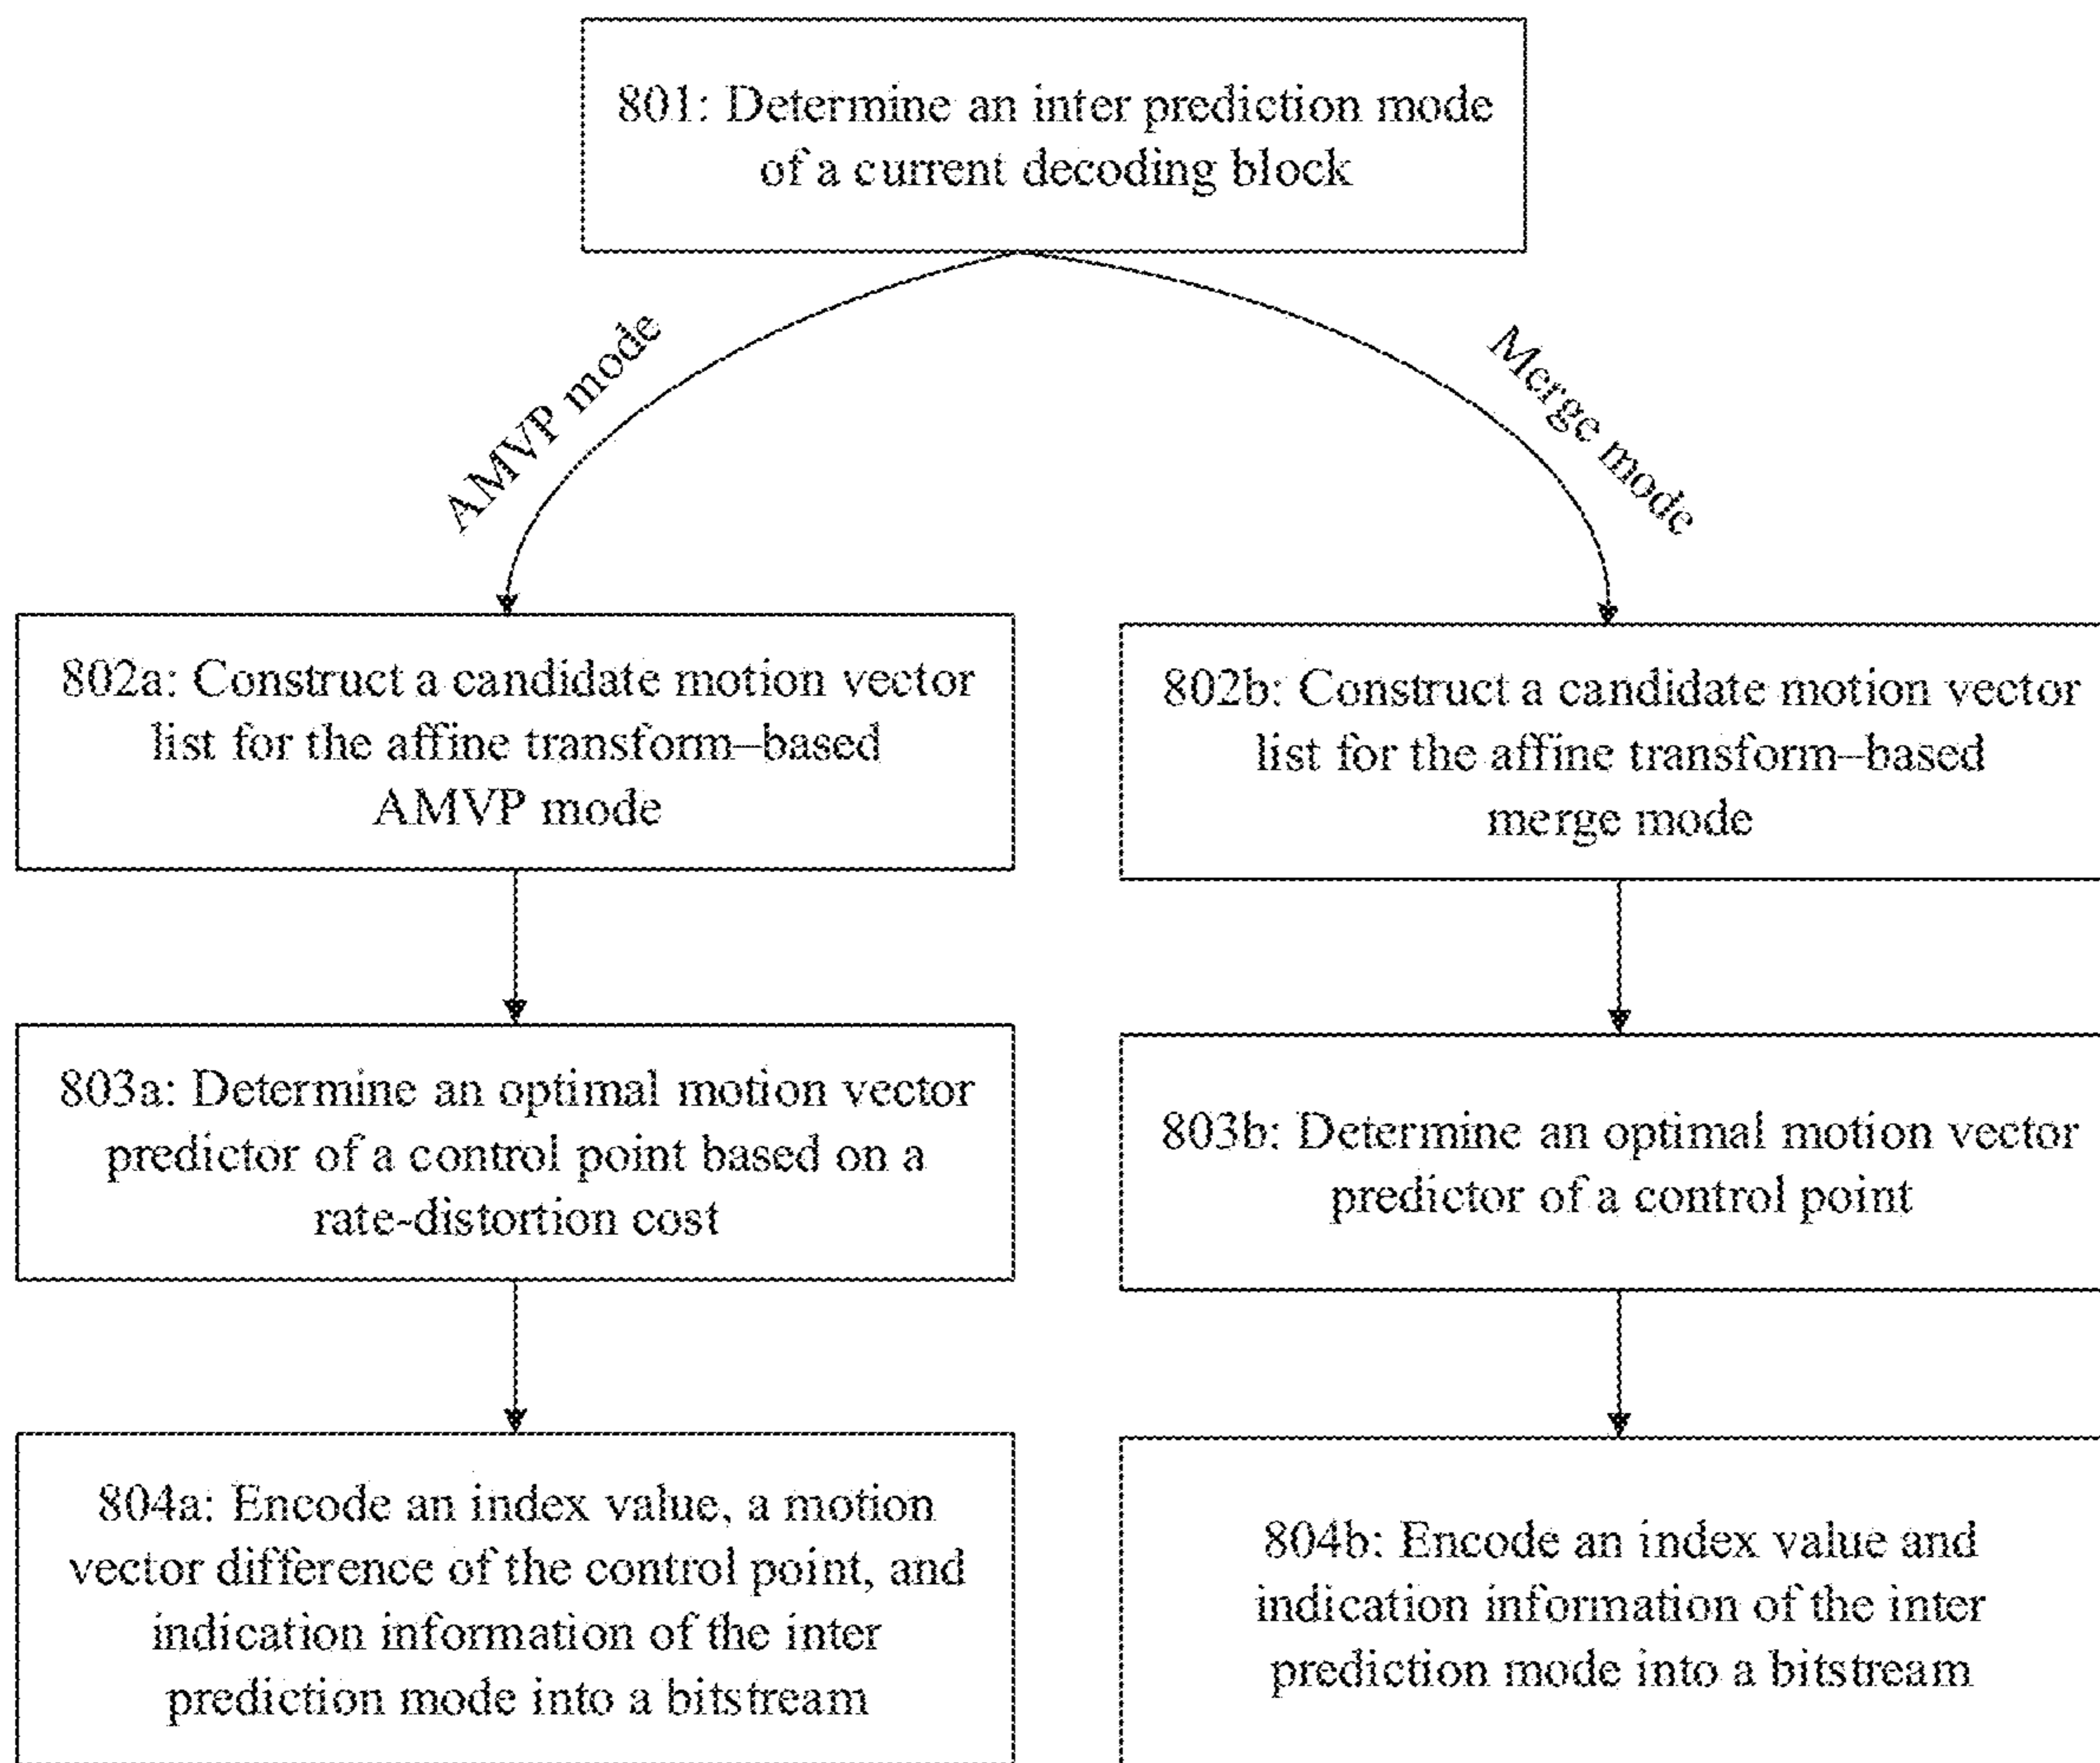 801: Determine an inter prediction mode
of a current decoding block
AMVP mode
Merge mode
802a: Construct a candidate motion vector
list for the affine transform–based
AMVP mode
802b: Construct a candidate motion vector
list for the affine transform–based
merge mode
803a: Determine an optimal motion vector
predictor of a control point based on a
rate-distortion cost
803b: Determine an optimal motion vector
predictor of a control point
804a: Encode an index value, a motion
vector difference of the control point, and
indication information of the inter
prediction mode into a bitstream
804b: Encode an index value and
indication information of the inter
prediction mode into a bitstream